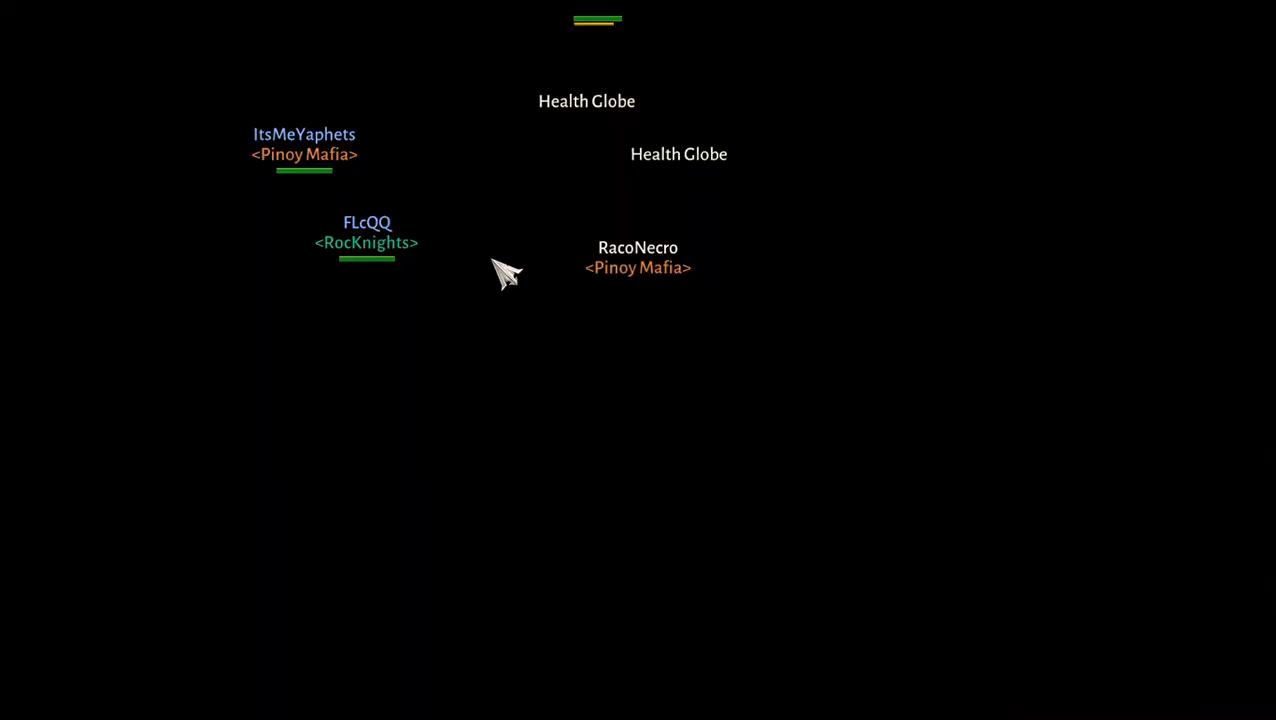 Health Globe
ItsMeYaphets
<Pinoy Mafia>
Health Globe
FLcQQ
<RocKnights>
RacoNecro
<Pinoy Mafia>